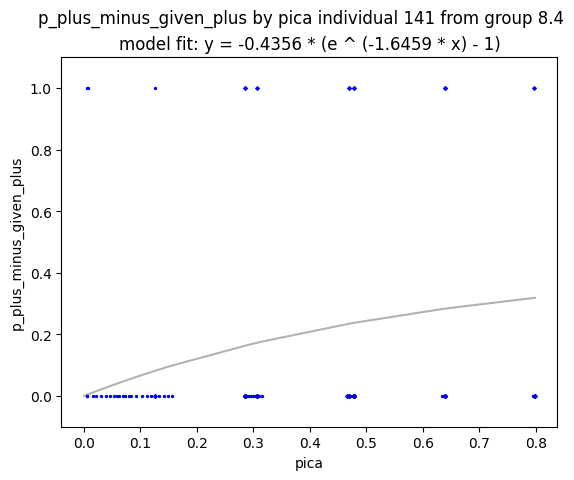 p_plus_minus_given_plus by pica individual 141 from group 8.4
model fit: y = -0.4356 * (e ^ (-1.6459 * x) - 1)
1.0
0.8
0.6
0.4
0.2
0.0
p_plus_minus_given_plus
0.0 0.1 0.2 0.3 0.4 0.5 0.6 0.7 0.8
pica